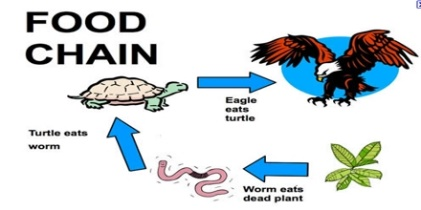 FOOD
CHAIN
Eagle
eats
turtle
Turtle eats
worm
Worm eats
dead plant